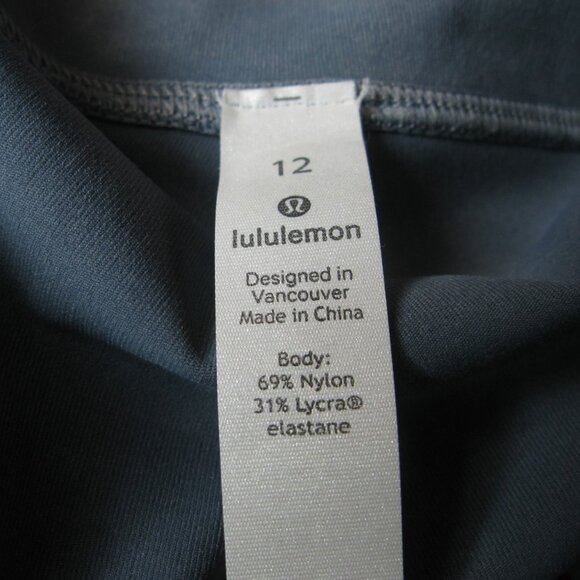 12
lululemon
Designed in
Vancouver
Made in China
Body:
69% Nylon
31% Lycra®
elastane